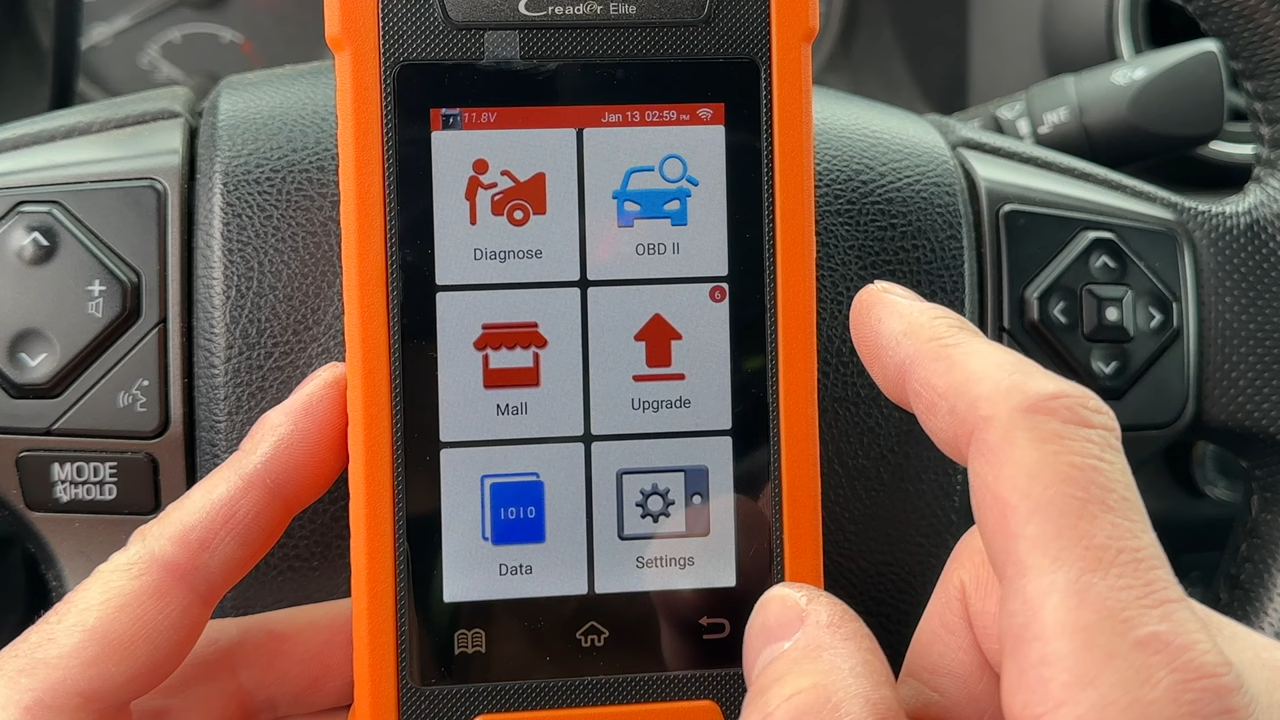 Creader Elite
11.8V
Jan 13 02:59 PM
Diagnose
OBD II
6
Mall
Upgrade
1010
Data
Settings
MODE
HOLD